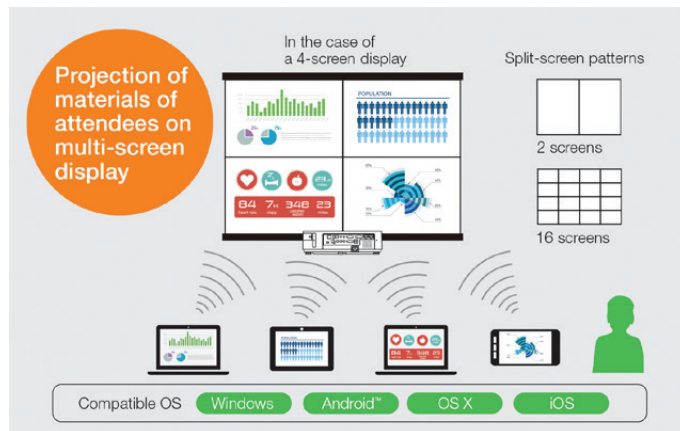 Projection of
materials of
attendees on
multi-screen
display
In the case of
a 4-screen display
Split-screen patterns
2 screens
16 screens
POPULATION
84 7H 348 23
Compatible OS Windows Android™ OS X iOS